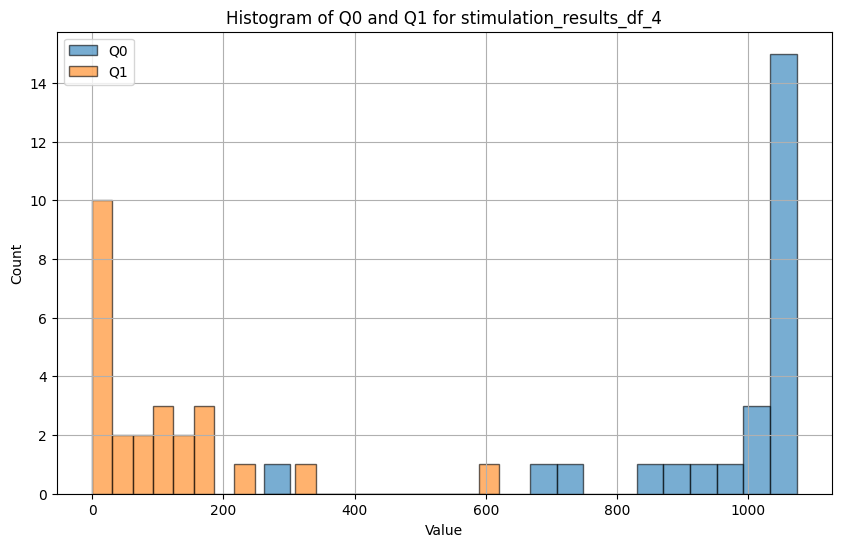 Histogram of Q0 and Q1 for stimulation_results_df_4
Q0
Q1
14
12
10
8
6
4
2
0
Count
0 200 400 600 800 1000
Value